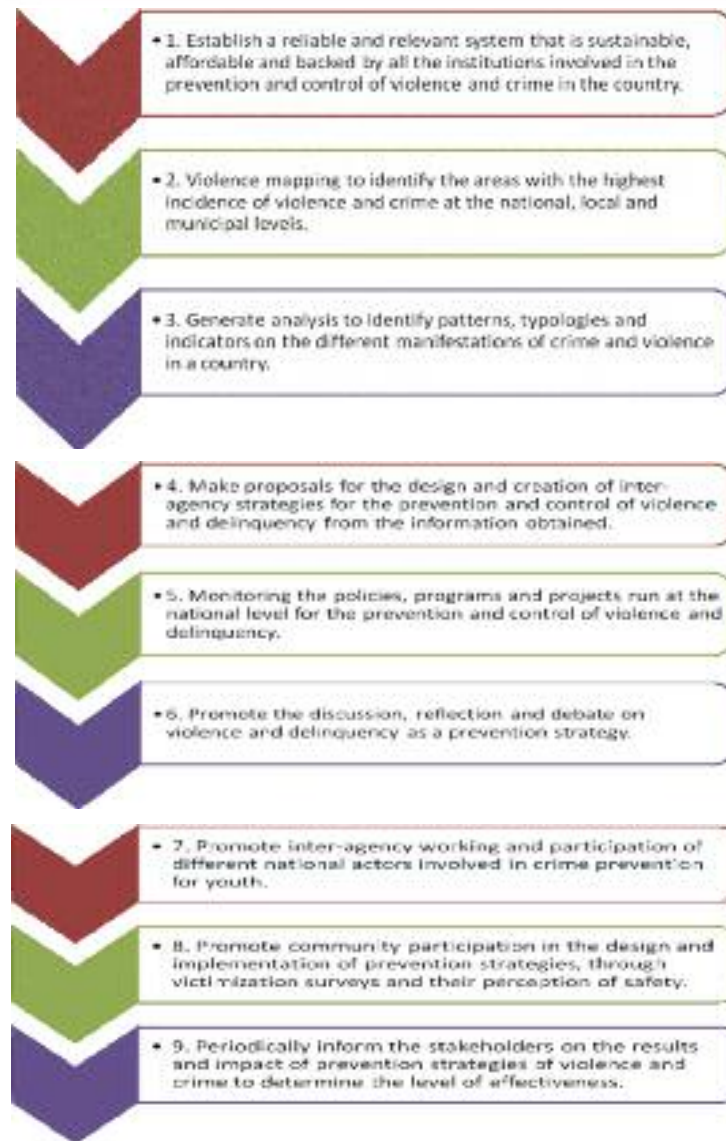 • 1. Establish a reliable and relevant system that is sustainable,
affordable and backed by all the institutions involved in the
prevention and control of violence and crime in the country.
• 2. Violence mapping to identify the areas with the highest
incidence of violence and crime at the national, local and
municipal levels.
• 3. Generate analysis to identify patterns, typologies and
indicators on the different manifestations of crime and violence
in a country.
• 4. Make proposals for the design and creation of inter-
agency strategies for the prevention and control of violence
and delinquency from the information obtained.
• 5. Monitoring the policies, programs and projects run at the
national level for the prevention and control of violence and
delinquency.
• 6. Promote the discussion, reflection and debate on
violence and delinquency as a prevention strategy.
• 7. Promote inter-agency working and participation of
different national actors involved in crime prevention
for youth.
• 8. Promote community participation in the design and
implementation of prevention strategies, through
victimization surveys and their perception of safety.
• 9. Periodically inform the stakeholders on the results
and impact of prevention strategies of violence and
crime to determine the level of effectiveness.